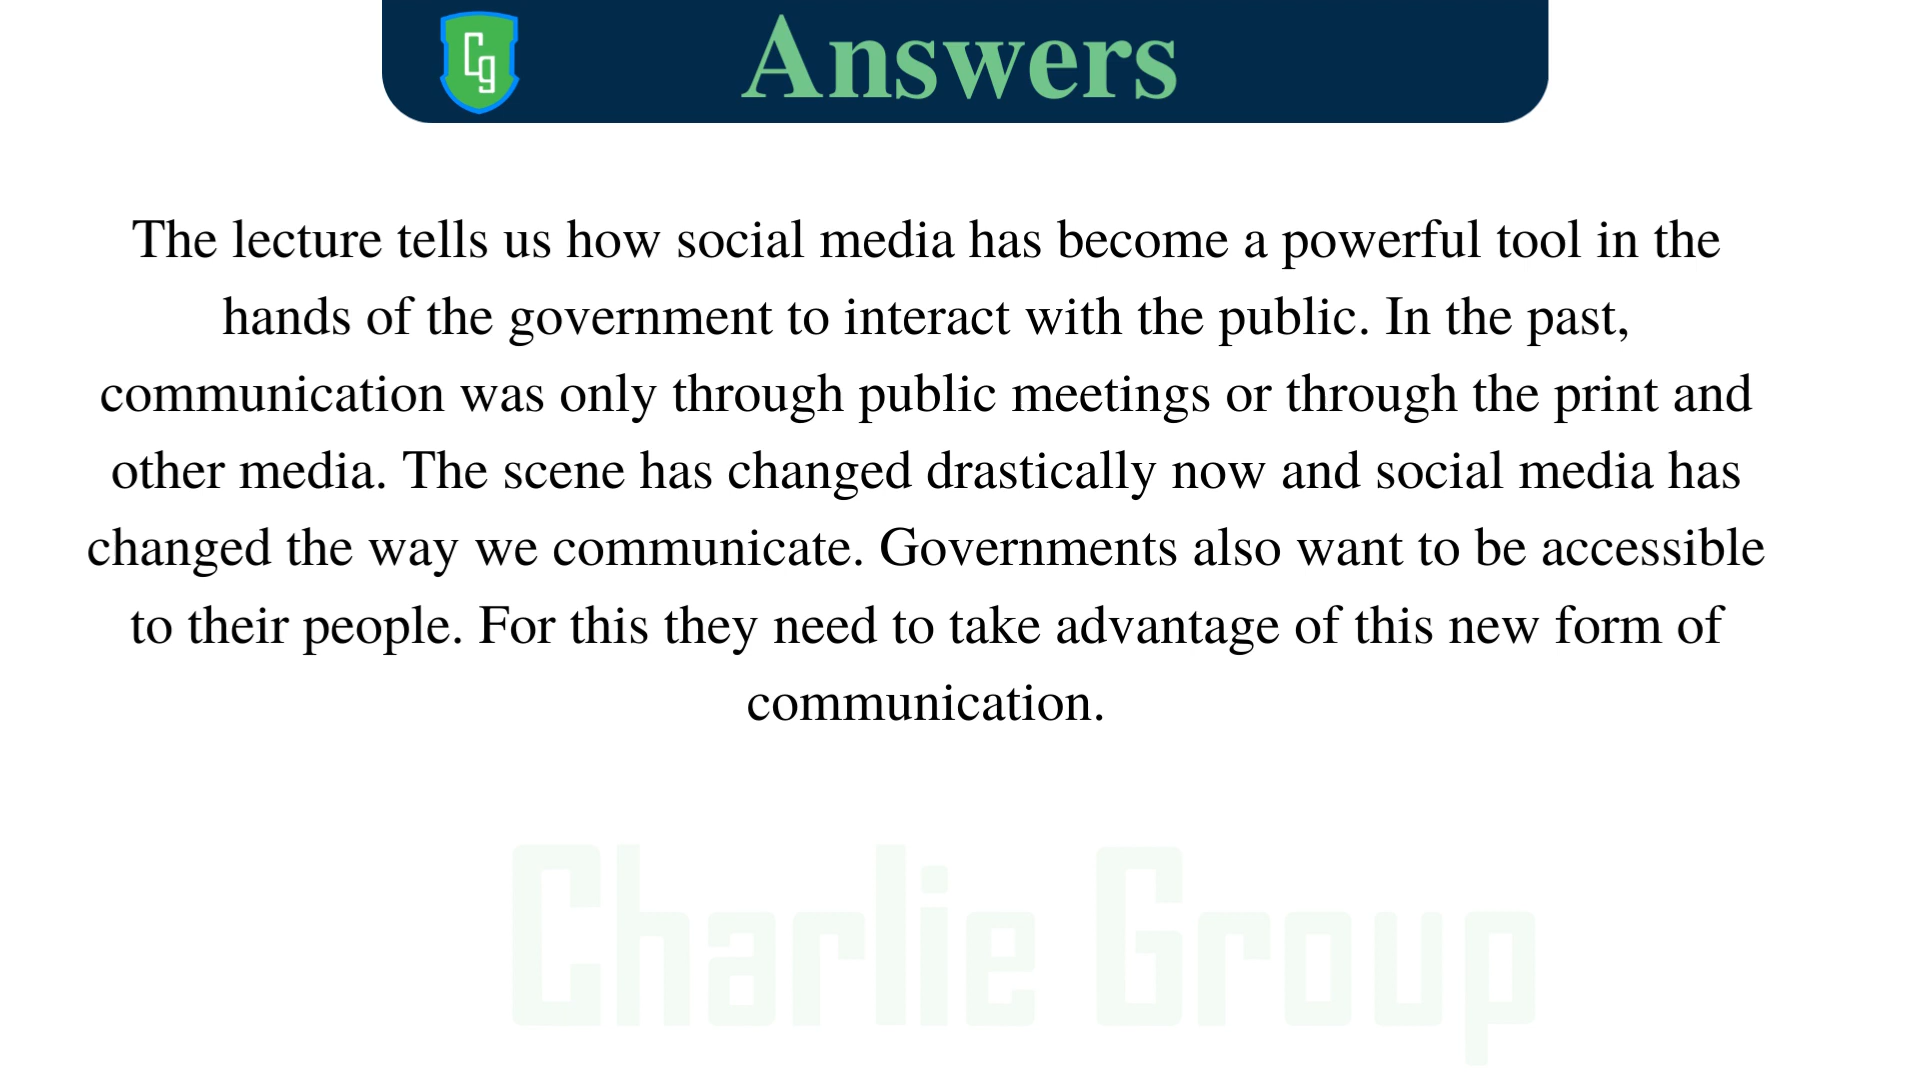 Cg
Answers
The lecture tells us how social media has become a powerful tool in the
hands of the government to interact with the public. In the past,
communication was only through public meetings or through the print and
other media. The scene has changed drastically now and social media has
changed the way we communicate. Governments also want to be accessible
to their people. For this they need to take advantage of this new form of
communication.
Charlie Group